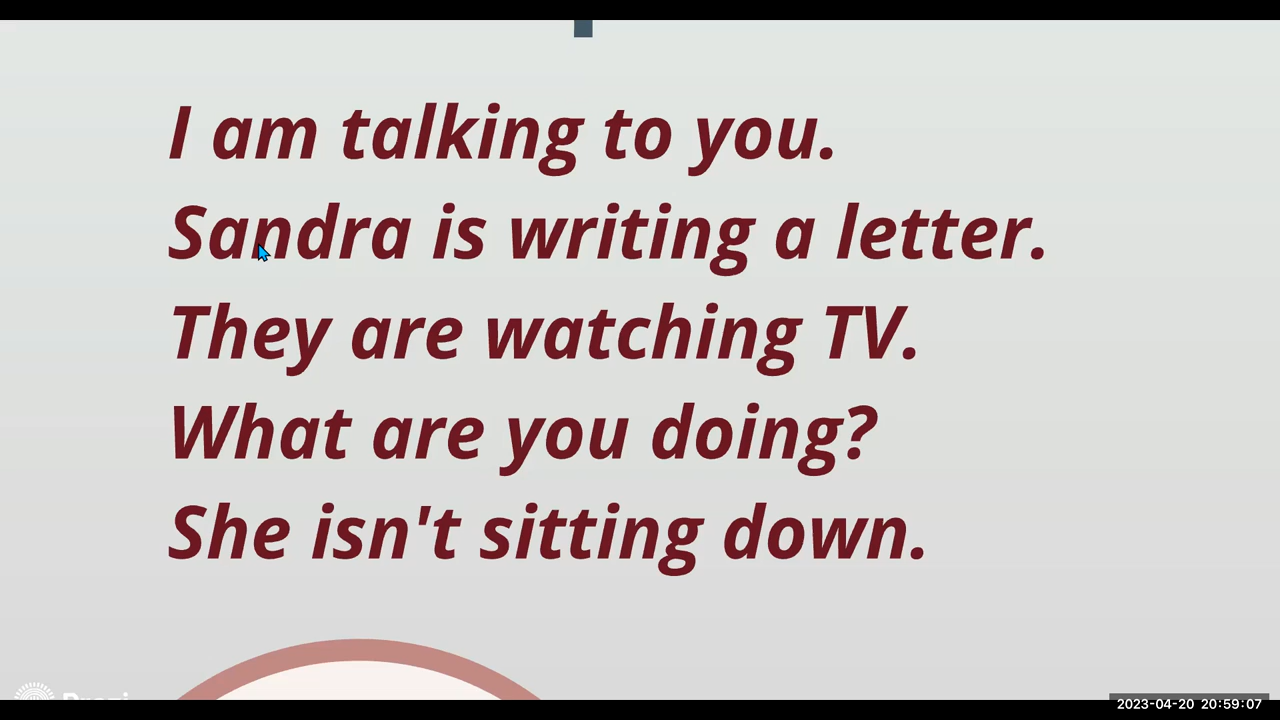 I am talking to you.
Sandra is writing a letter.
They are watching TV.
What are you doing?
She isn't sitting down.
2023-04-20 20:59:07